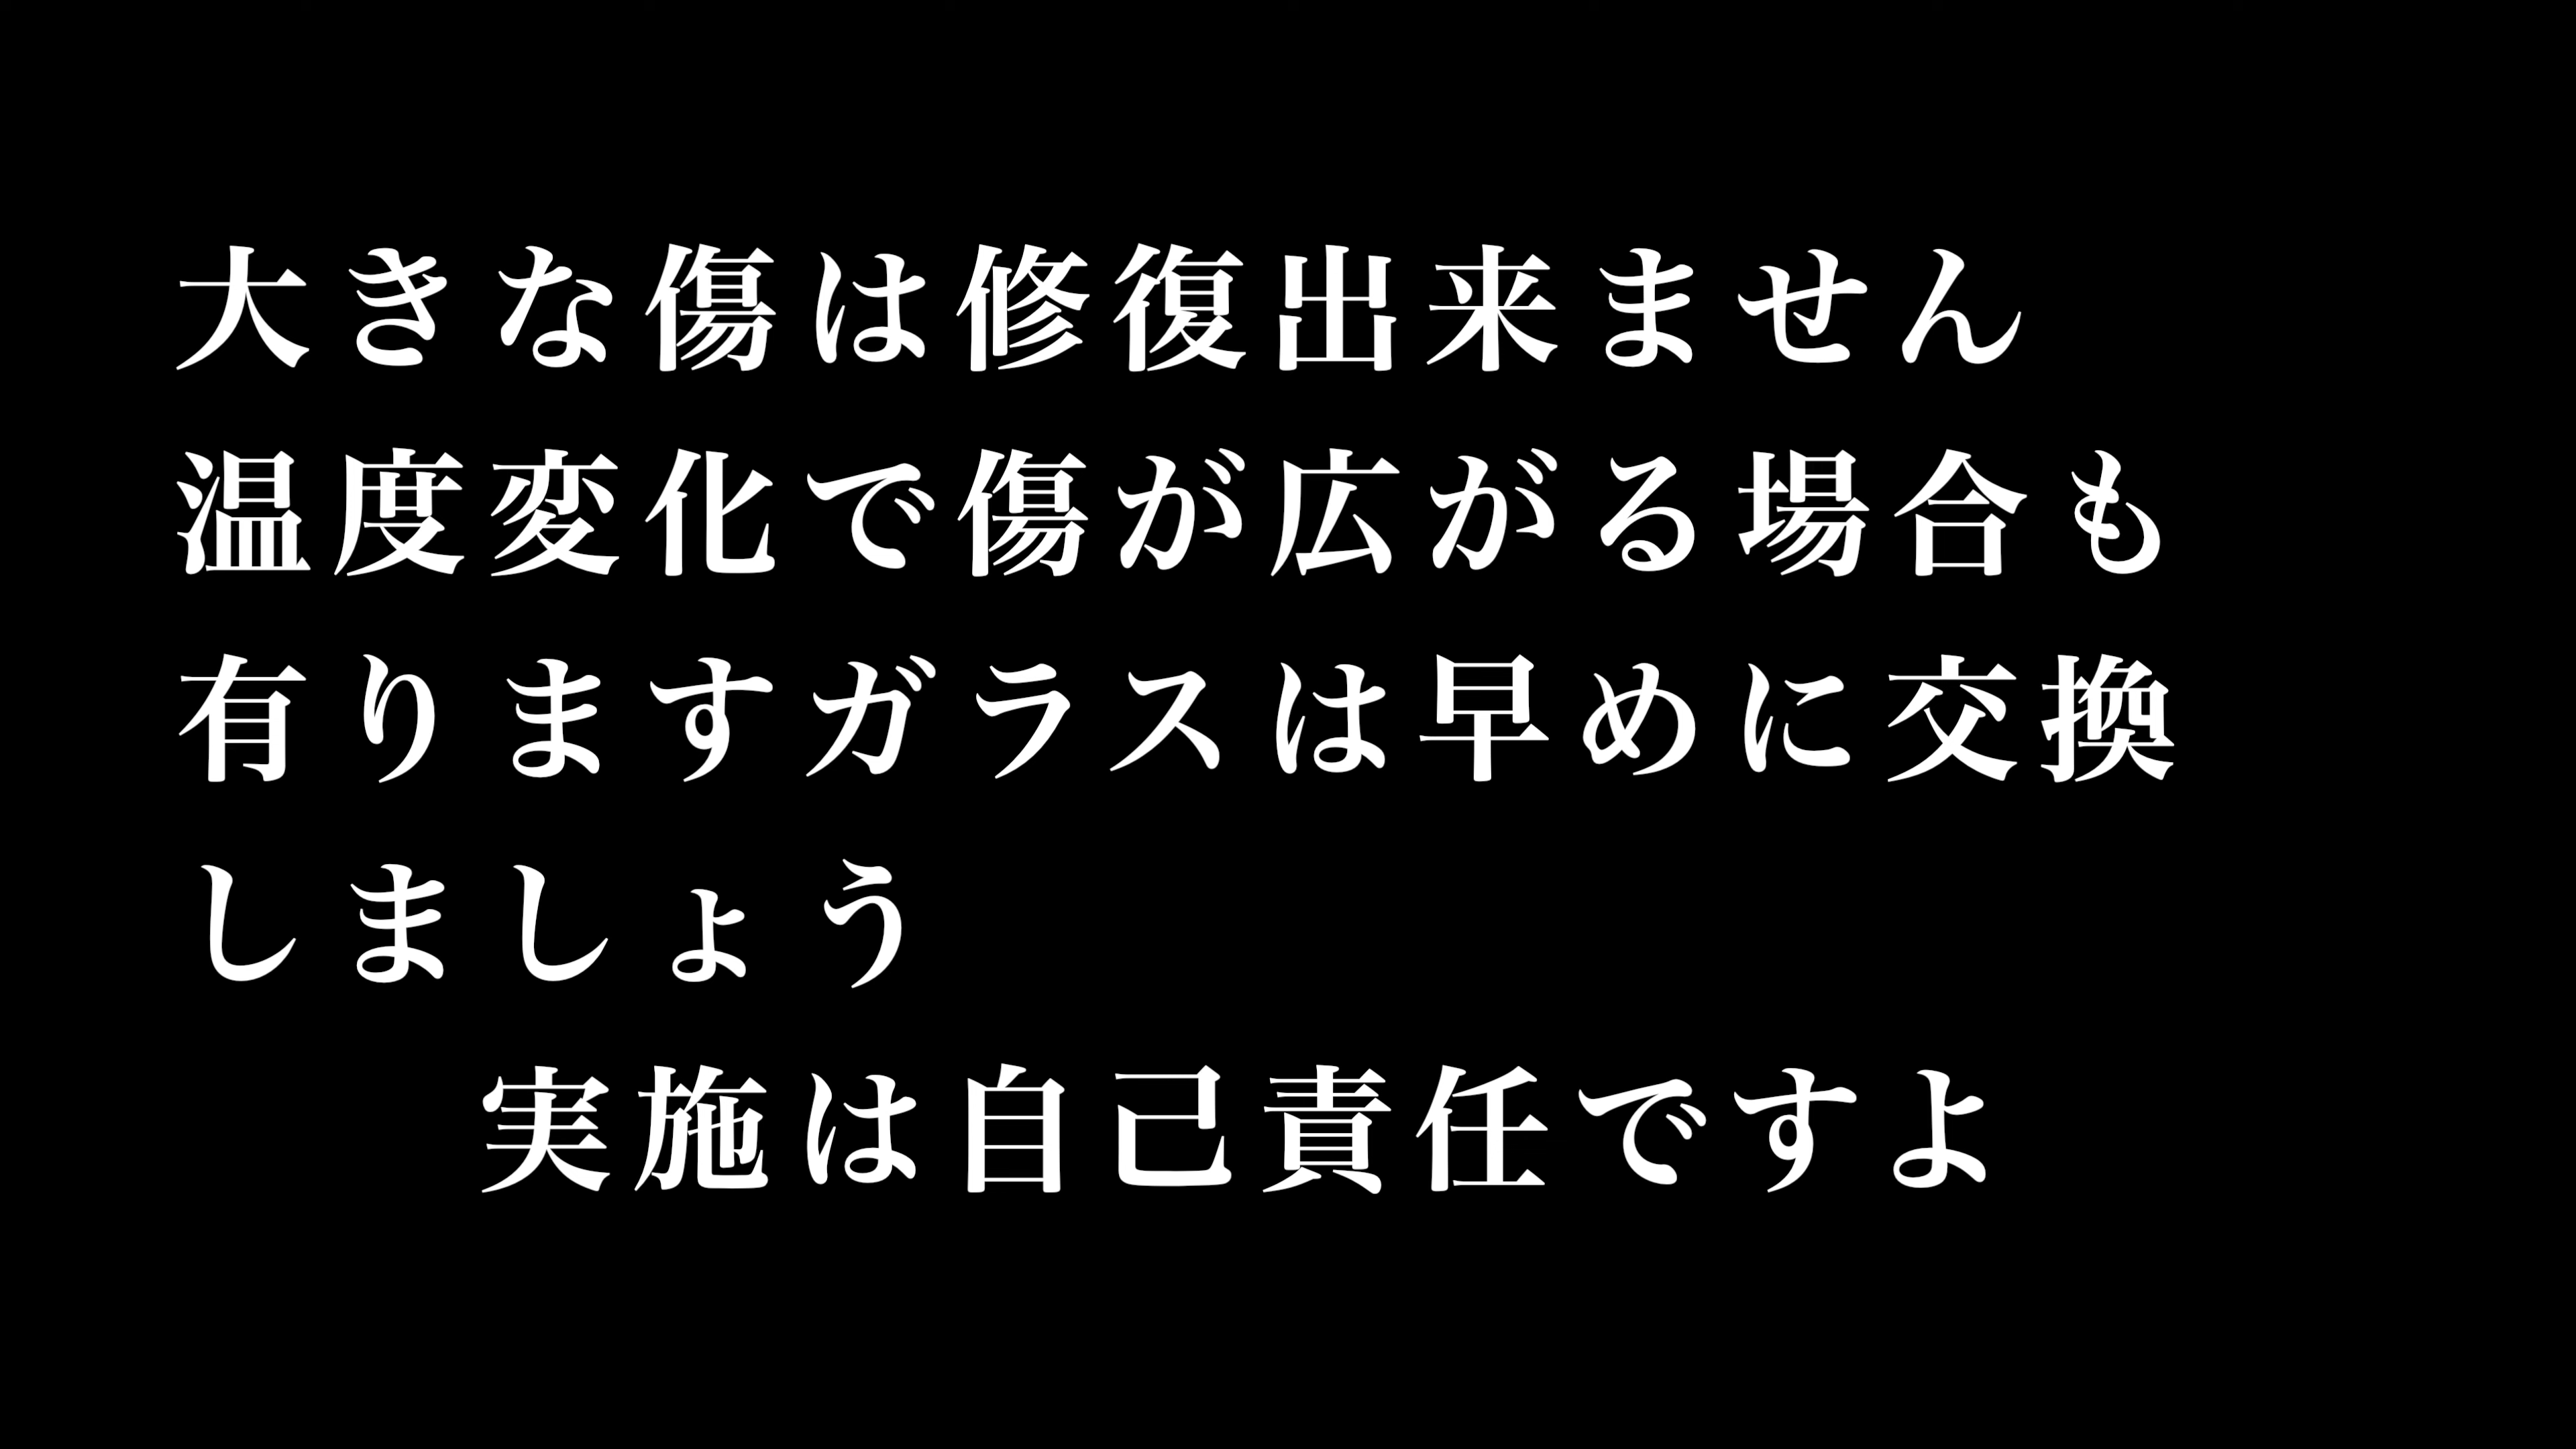 大きな傷は修復出来ません
温度変化で傷が広がる場合も
有りますガラスは早めに交換
しましょう
実施は自己責任ですよ